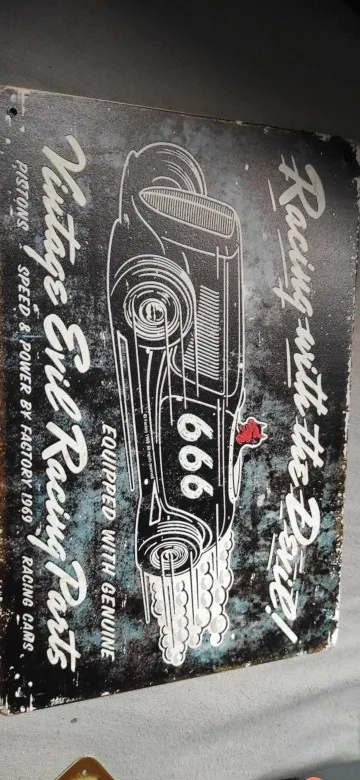 Racing with the Devil!
666
EQUIPPED WITH GENUINE
Vintage Evil Racing Parts
PISTONS SPEED & POWER BY FACTORY. 1969 RACING CARS.